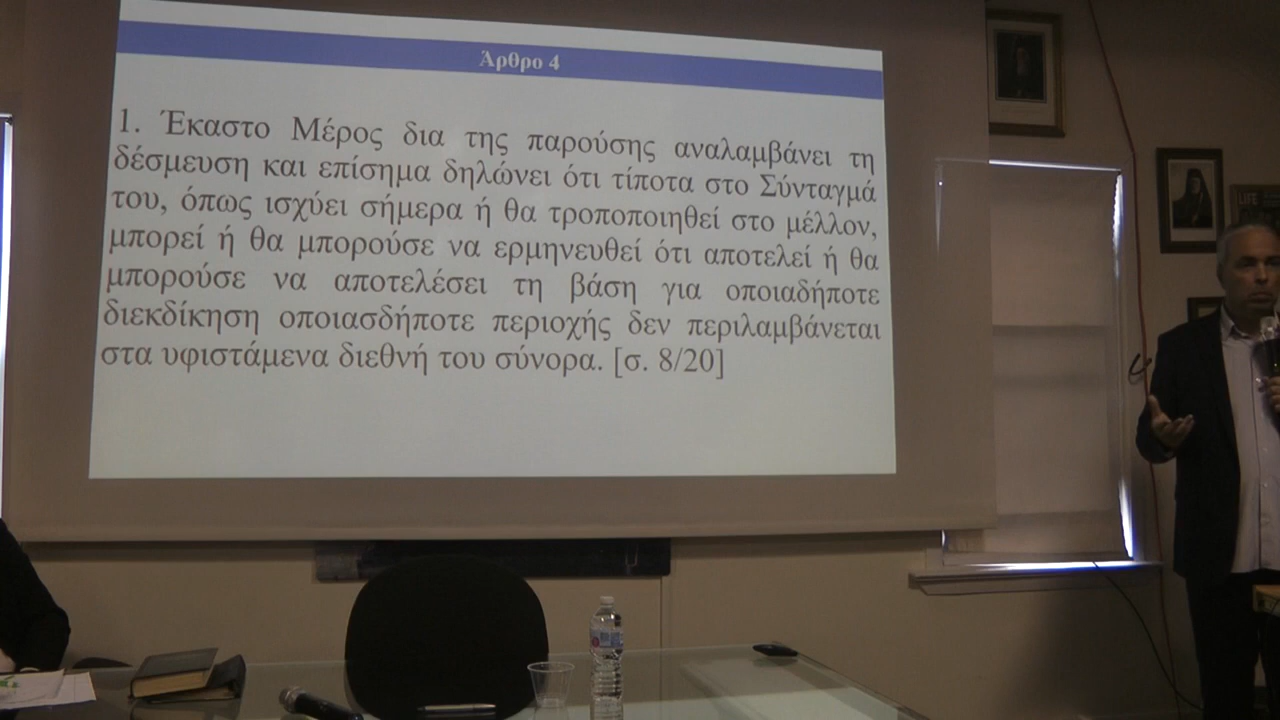 Άρθρο 4
1. Έκαστο Μέρος δια της παρούσης αναλαμβάνει τη
δέσμευση και επίσημα δηλώνει ότι τίποτα στο Σύνταγμά
του, όπως ισχύει σήμερα ή θα τροποποιηθεί στο μέλλον,
μπορεί ή θα μπορούσε να ερμηνευθεί ότι αποτελεί ή θα
μπορούσε να αποτελέσει τη βάση για οποιαδήποτε
διεκδίκηση οποιασδήποτε περιοχής δεν περιλαμβάνεται
στα υφιστάμενα διεθνή του σύνορα. [σ. 8/20]
LIFE